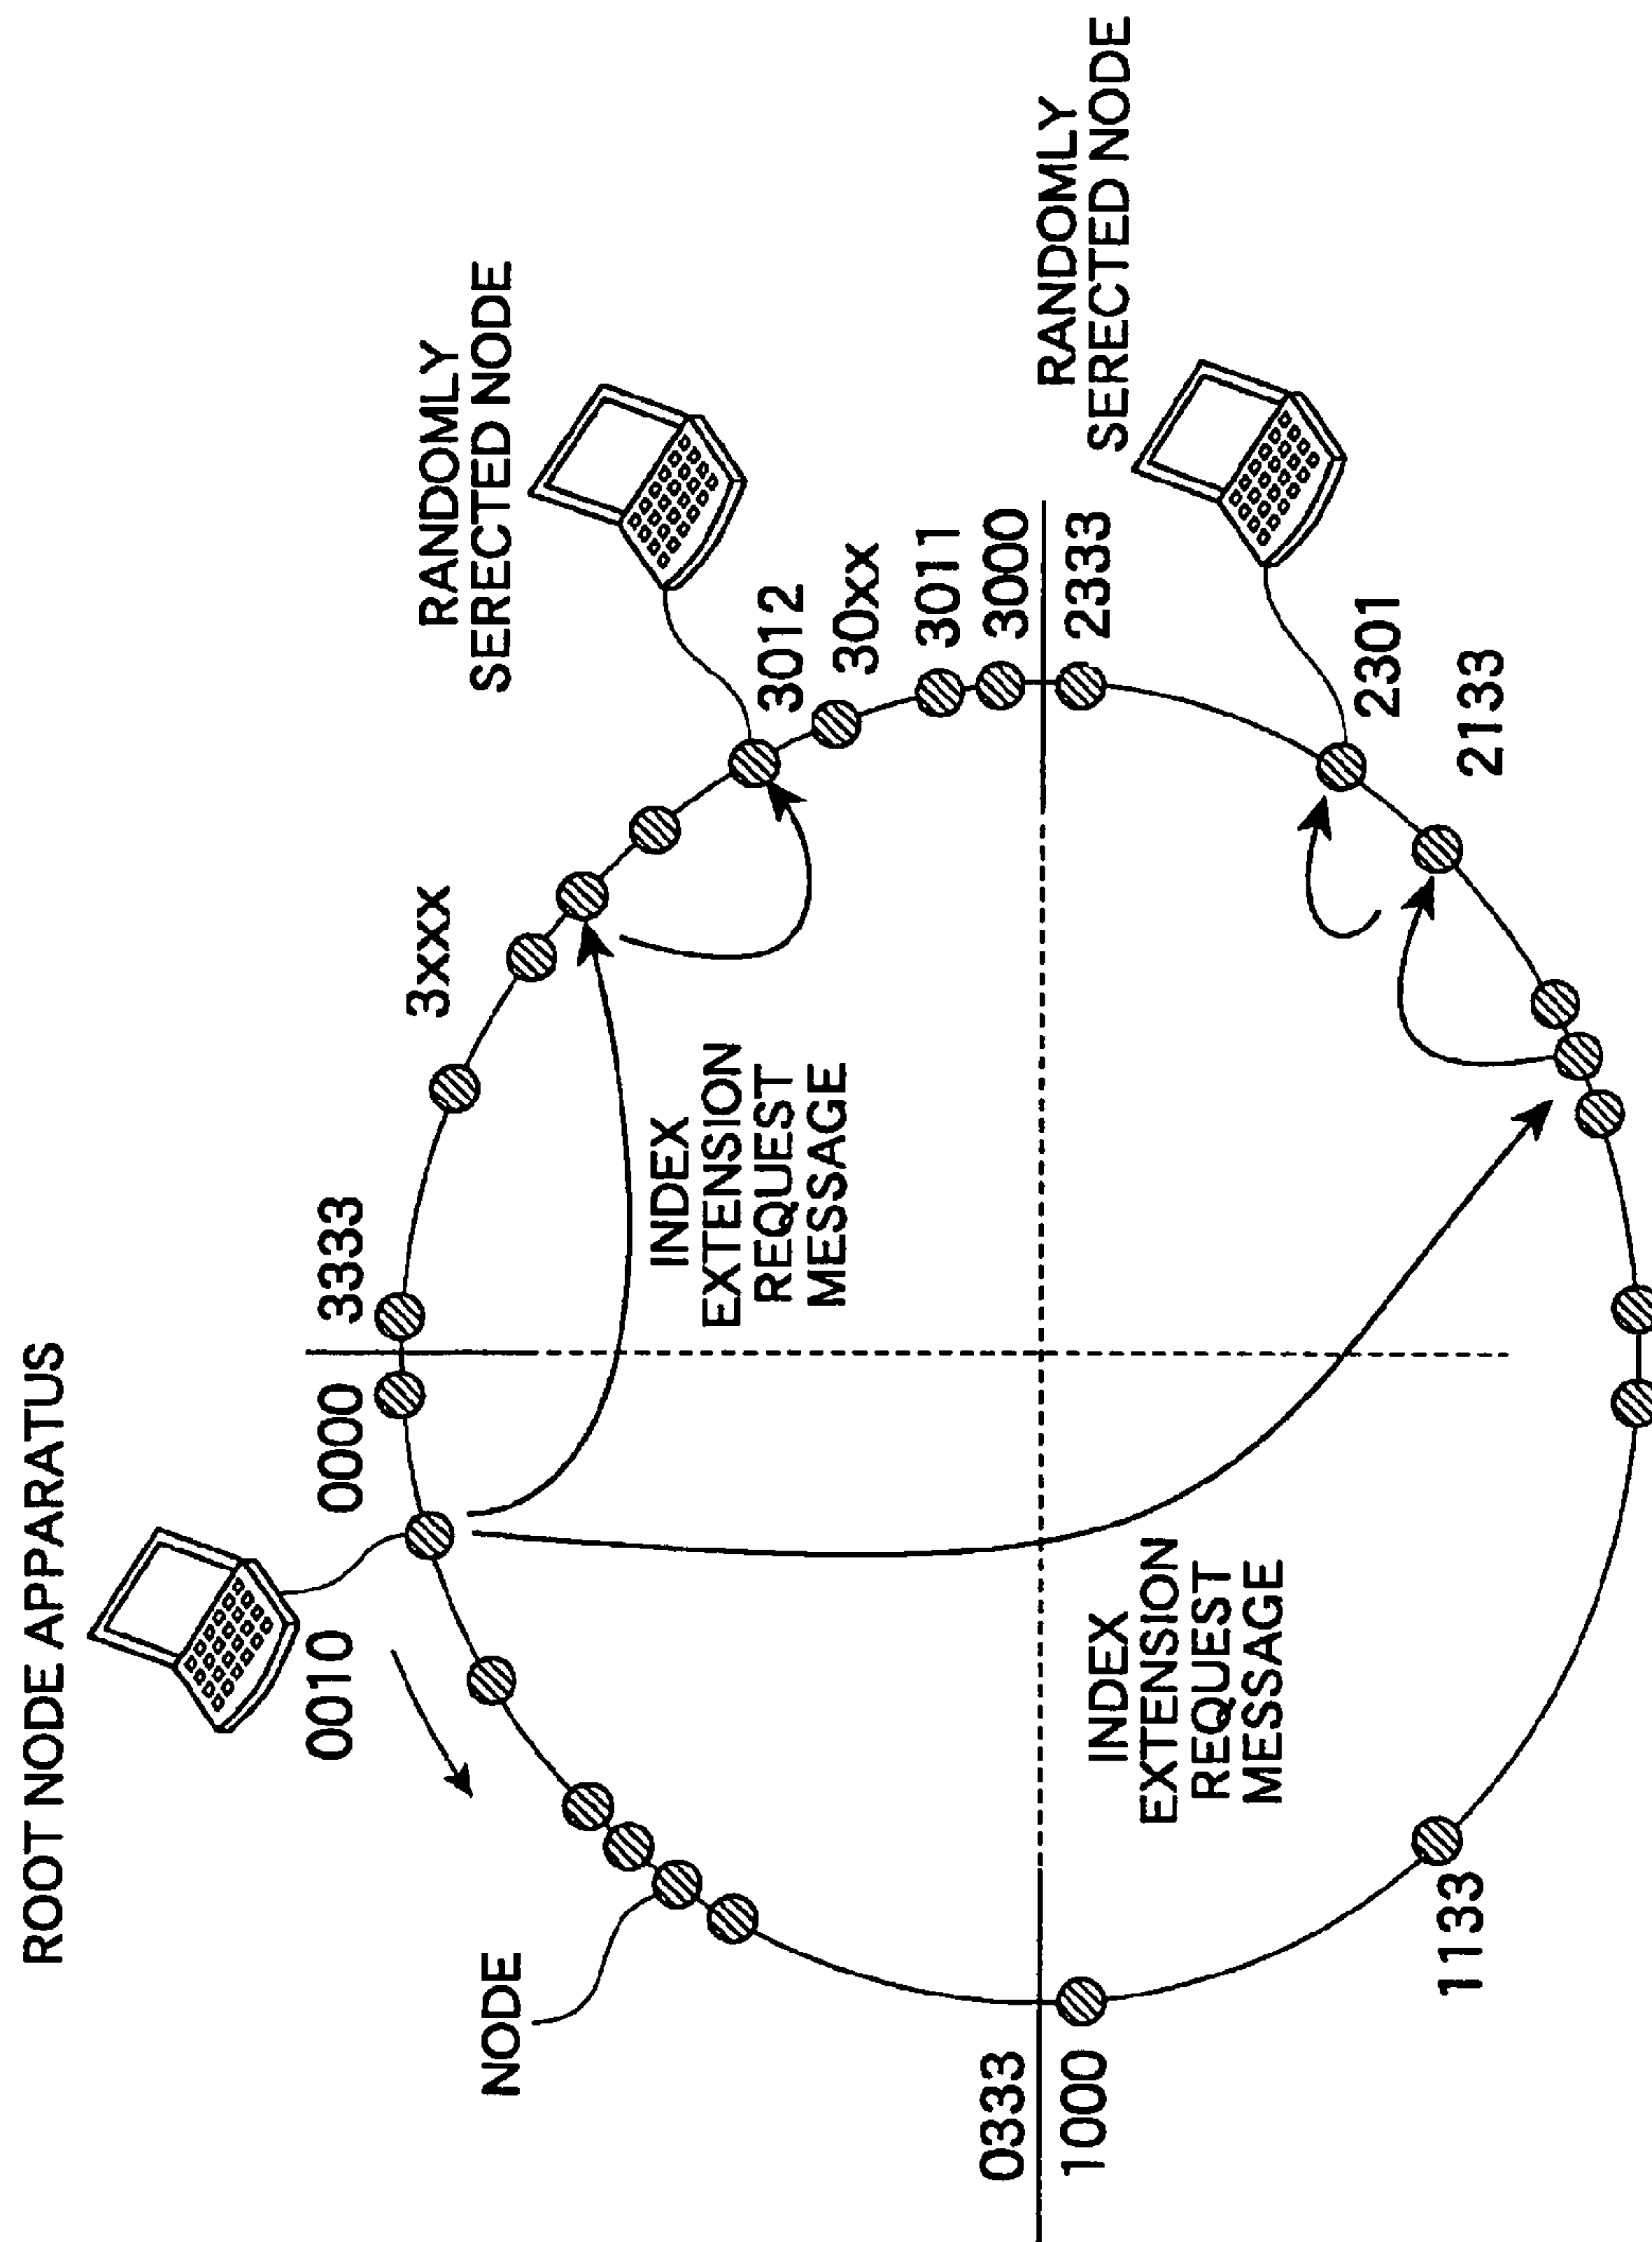 ROOT NODE APPARATUS
0010
0000
3333
3xxx
RANDOMLY
SERECTED NODE
3012
30xx
3011
3000
2333
RANDOMLY
SERECTED NODE
2301
2133
INDEX
EXTENSION
REQUEST
MESSAGE
INDEX
EXTENSION
REQUEST
MESSAGE
NODE
0333
1000
1133